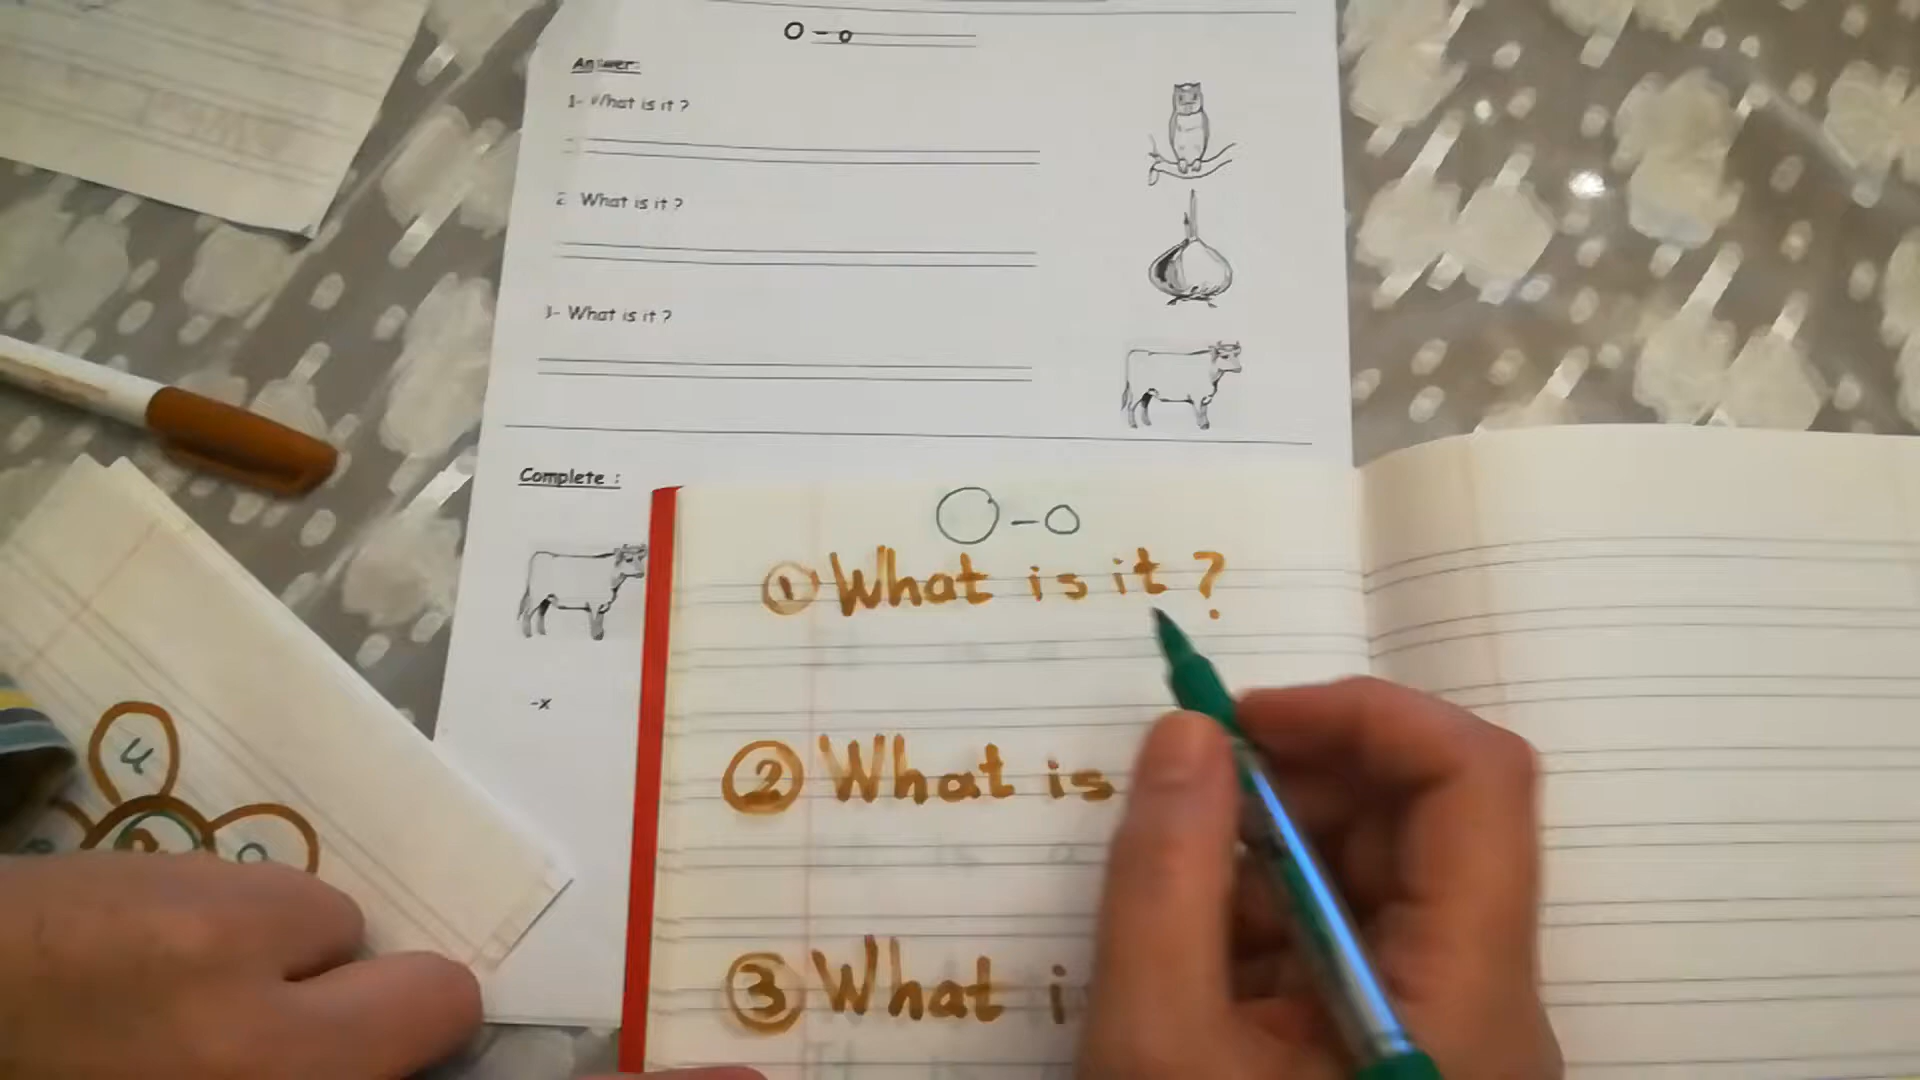 O - o
Answer:
1- What is it ?
2 What is it ?
3- What is it ?
Complete :
-x
O - o
① What is it ?
② What is
③ What
4